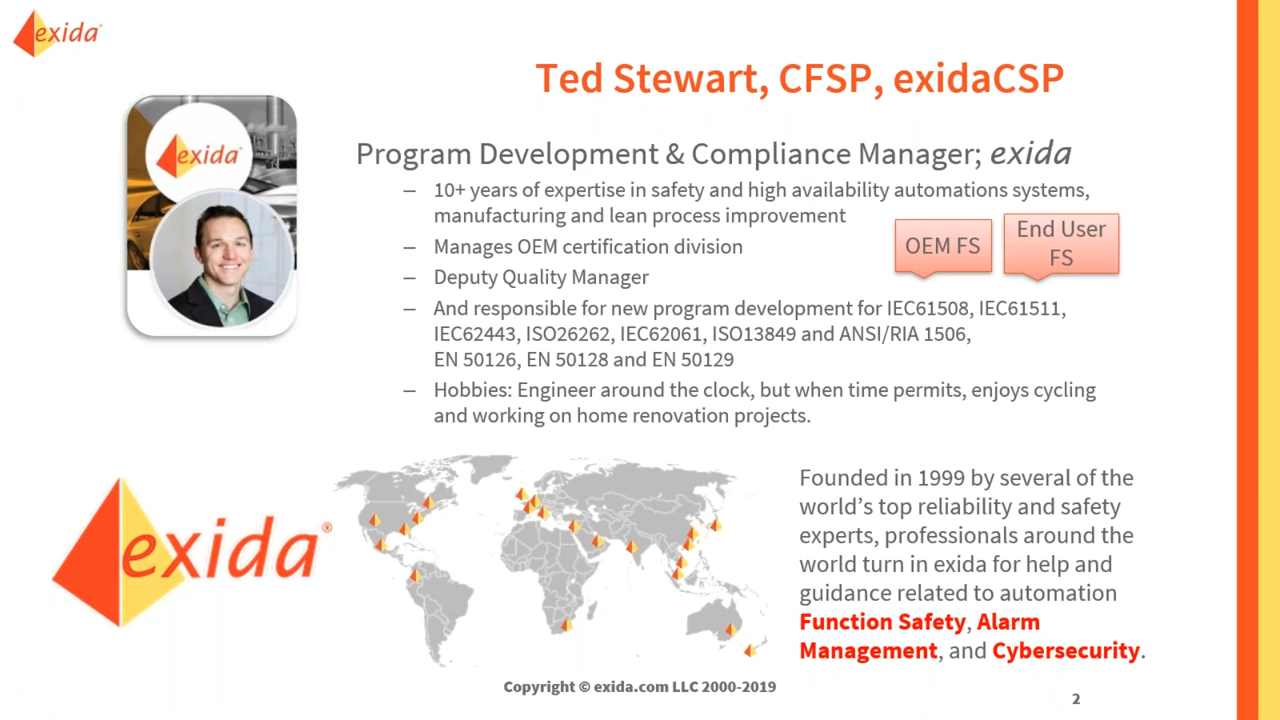 exida
Ted Stewart, CFSP, exidaCSP
exida
Program Development & Compliance Manager; exida
– 10+ years of expertise in safety and high availability automations systems,
manufacturing and lean process improvement
OEM FS
End User
FS
– Manages OEM certification division
– Deputy Quality Manager
– And responsible for new program development for IEC61508, IEC61511,
IEC62443, ISO26262, IEC62061, ISO13849 and ANSI/RIA 1506,
EN 50126, EN 50128 and EN 50129
– Hobbies: Engineer around the clock, but when time permits, enjoys cycling
and working on home renovation projects.
exida®
Founded in 1999 by several of the
world’s top reliability and safety
experts, professionals around the
world turn in exida for help and
guidance related to automation
Function Safety, Alarm
Management, and Cybersecurity.
Copyright © exida.com LLC 2000-2019
2